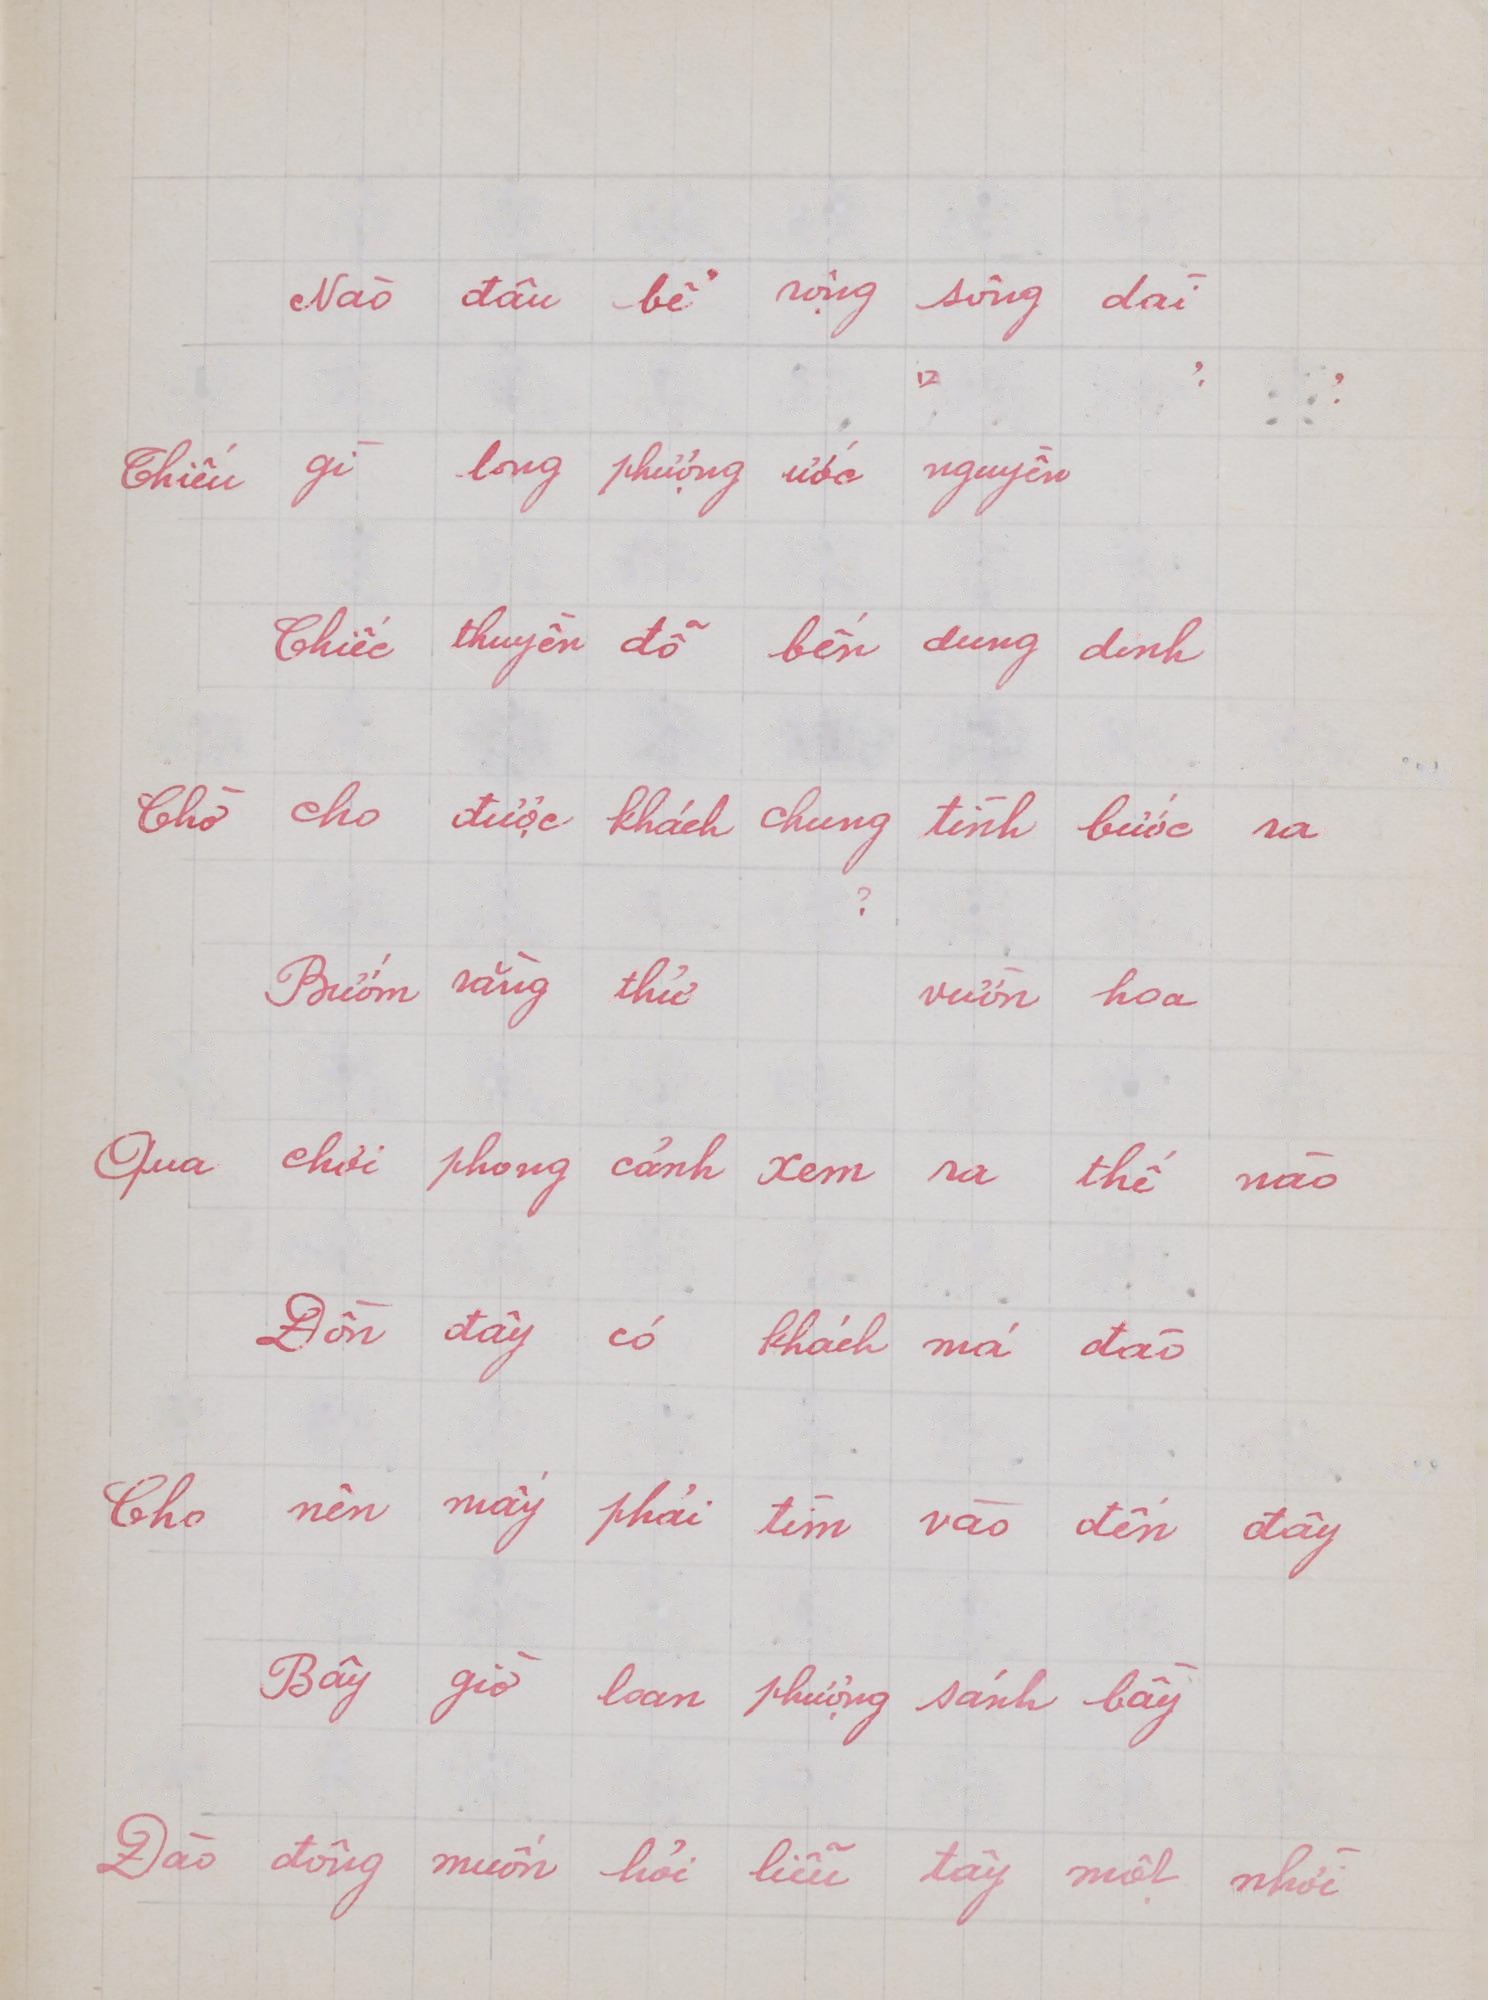 Nào đâu bể rộng sông dài
12 ? ?
Thiếu gì long phượng ước nguyền
Chiếc thuyền đỗ bến dung dinh
Chở cho được khách chung tình bước ra
?
Bướm rằng thử vườn hoa
Qua chơi phong cảnh xem ra thế nào
Đồn đây có khách má đào
Cho nên mấy phải tìm vào đến đây
Bây giờ loan phượng sánh bầy
Đào đông muốn hỏi liễu tây một nhời